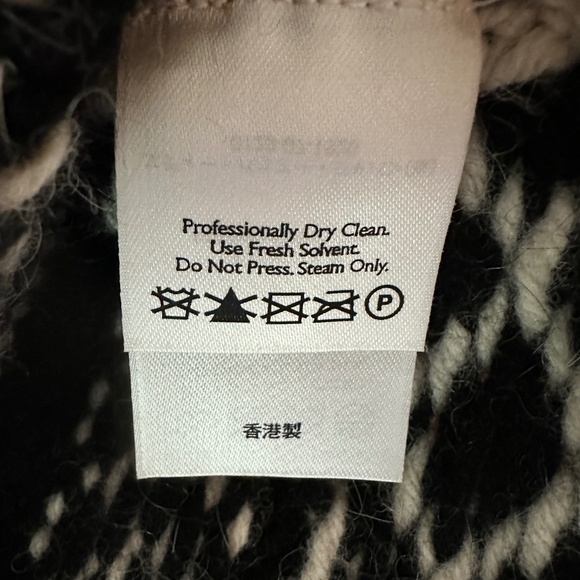 Professionally Dry Clean.
Use Fresh Solvent.
Do Not Press. Steam Only.
P
香港製